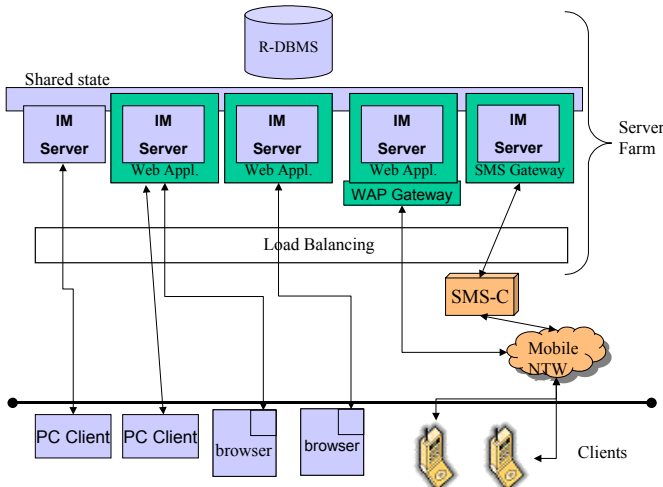 R-DBMS
Shared state
IM
Server
IM
Server
Web Appl.
IM
Server
Web Appl.
IM
Server
Web Appl.
WAP Gateway
IM
Server
SMS Gateway
Server
Farm
Load Balancing
SMS-C
Mobile
NTW
PC Client
PC Client
browser
browser
Clients